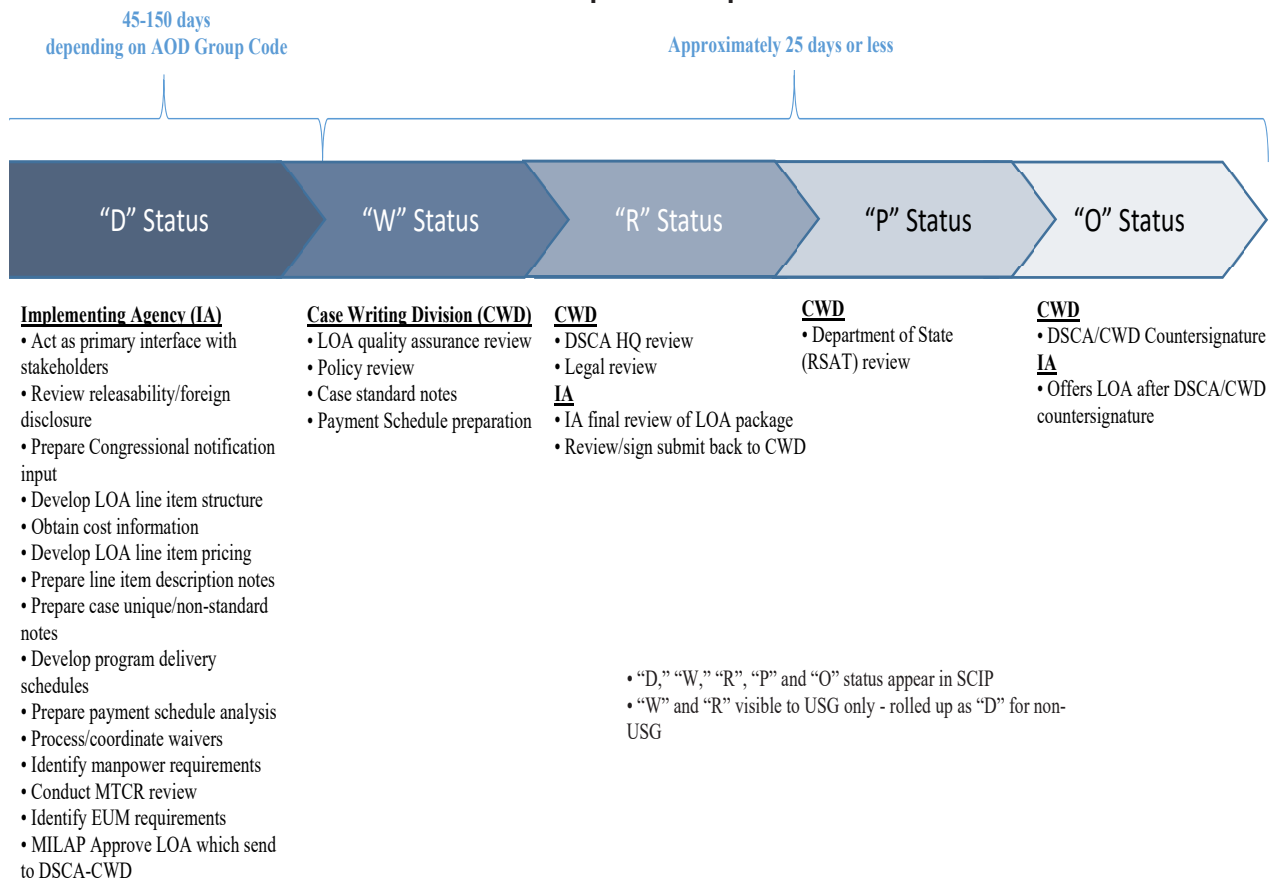 45-150 days
depending on AOD Group Code
Approximately 25 days or less
“D” Status
“W” Status
“R” Status
“P” Status
“O” Status
Implementing Agency (IA)
• Act as primary interface with
stakeholders
• Review releasability/foreign
disclosure
• Prepare Congressional notification
input
• Develop LOA line item structure
• Obtain cost information
• Develop LOA line item pricing
• Prepare line item description notes
• Prepare case unique/non-standard
notes
• Develop program delivery
schedules
• Prepare payment schedule analysis
• Process/coordinate waivers
• Identify manpower requirements
• Conduct MTCR review
• Identify EUM requirements
• MILAP Approve LOA which send
to DSCA-CWD
Case Writing Division (CWD)
• LOA quality assurance review
• Policy review
• Case standard notes
• Payment Schedule preparation
CWD
• DSCA HQ review
• Legal review
IA
• IA final review of LOA package
• Review/sign submit back to CWD
CWD
• Department of State
(RSAT) review
CWD
• DSCA/CWD Countersignature
IA
• Offers LOA after DSCA/CWD
countersignature
• “D,” “W,” “R”, “P” and “O” status appear in SCIP
• “W” and “R” visible to USG only - rolled up as “D” for non-
USG